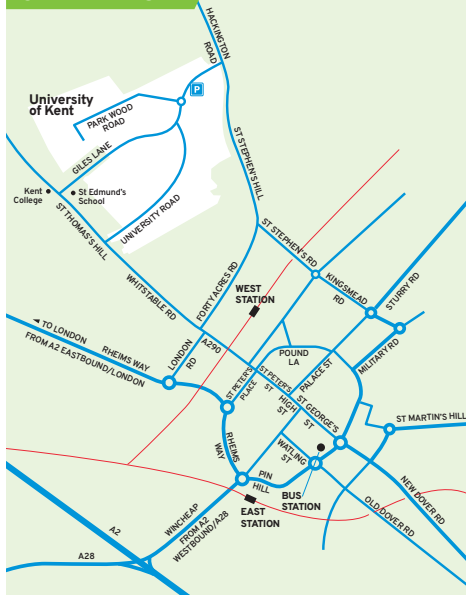 HACKINGTON
ROAD
P
University
of Kent
PARK WOOD
ROAD
GILES LANE
ST STEPHEN'S HILL
Kent
College
St Edmund's
School
UNIVERSITY ROAD
ST THOMAS'S HILL
ST STEPHEN'S RD
WHITSTABLE RD
FORTY ACRES RD
WEST
STATION
KINGSMEAD
RD
STURRY RD
TO LONDON
FROM A2 EASTBOUND/LONDON
RHEIMS WAY
LONDON
RD
A290
POUND
LA
MILITARY RD
ST PETER'S
PLACE
ST PETER'S
ST
PALACE ST
HIGH
ST
ST GEORGE'S
ST
ST MARTIN'S HILL
RHEIMS
WAY
WATLING
ST
PIN
HILL
BUS
STATION
NEW DOVER RD
EAST
STATION
OLD DOVER RD
WINCHEAP
FROM A2
WESTBOUND/A28
A2
A28